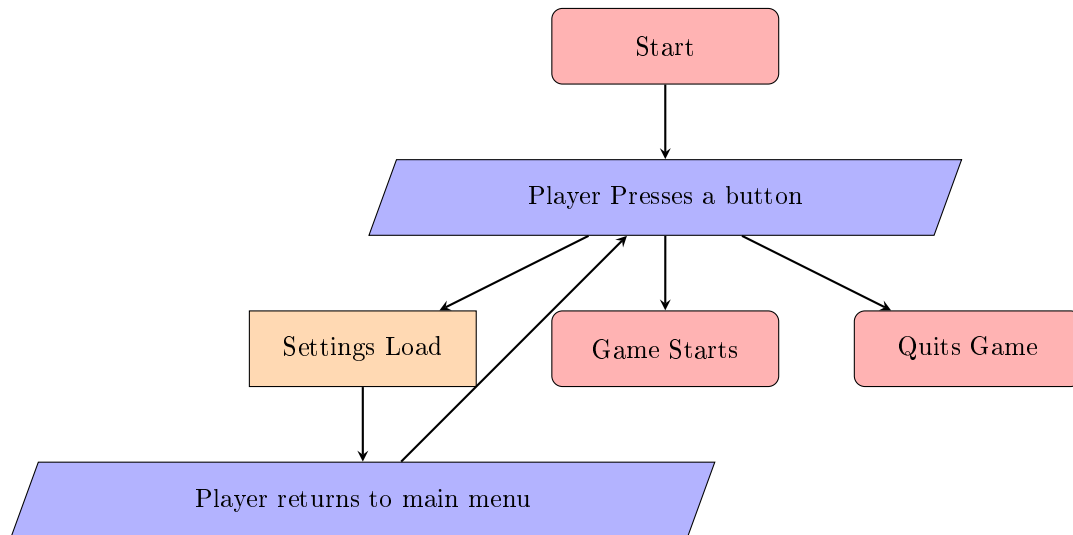 Start
Player Presses a button
Settings Load
Game Starts
Quits Game
Player returns to main menu